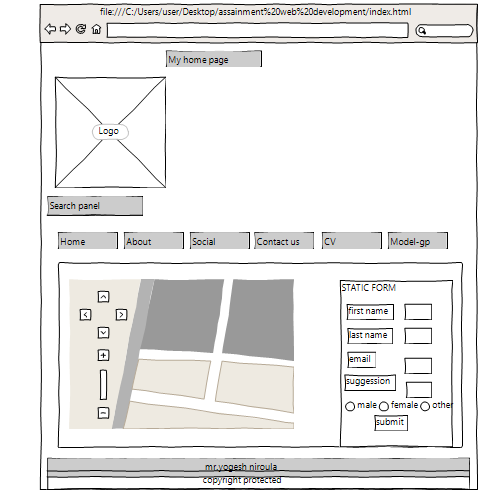 file:///C:/Users/user/Desktop/assainment%20web%20development/index.html
My home page
Logo
Search panel
Home
About
Social
Contact us
CV
Model-gp
STATIC FORM
first name
last name
email
suggession
male
female
other
submit
mr.yogesh niroula
copyright protected